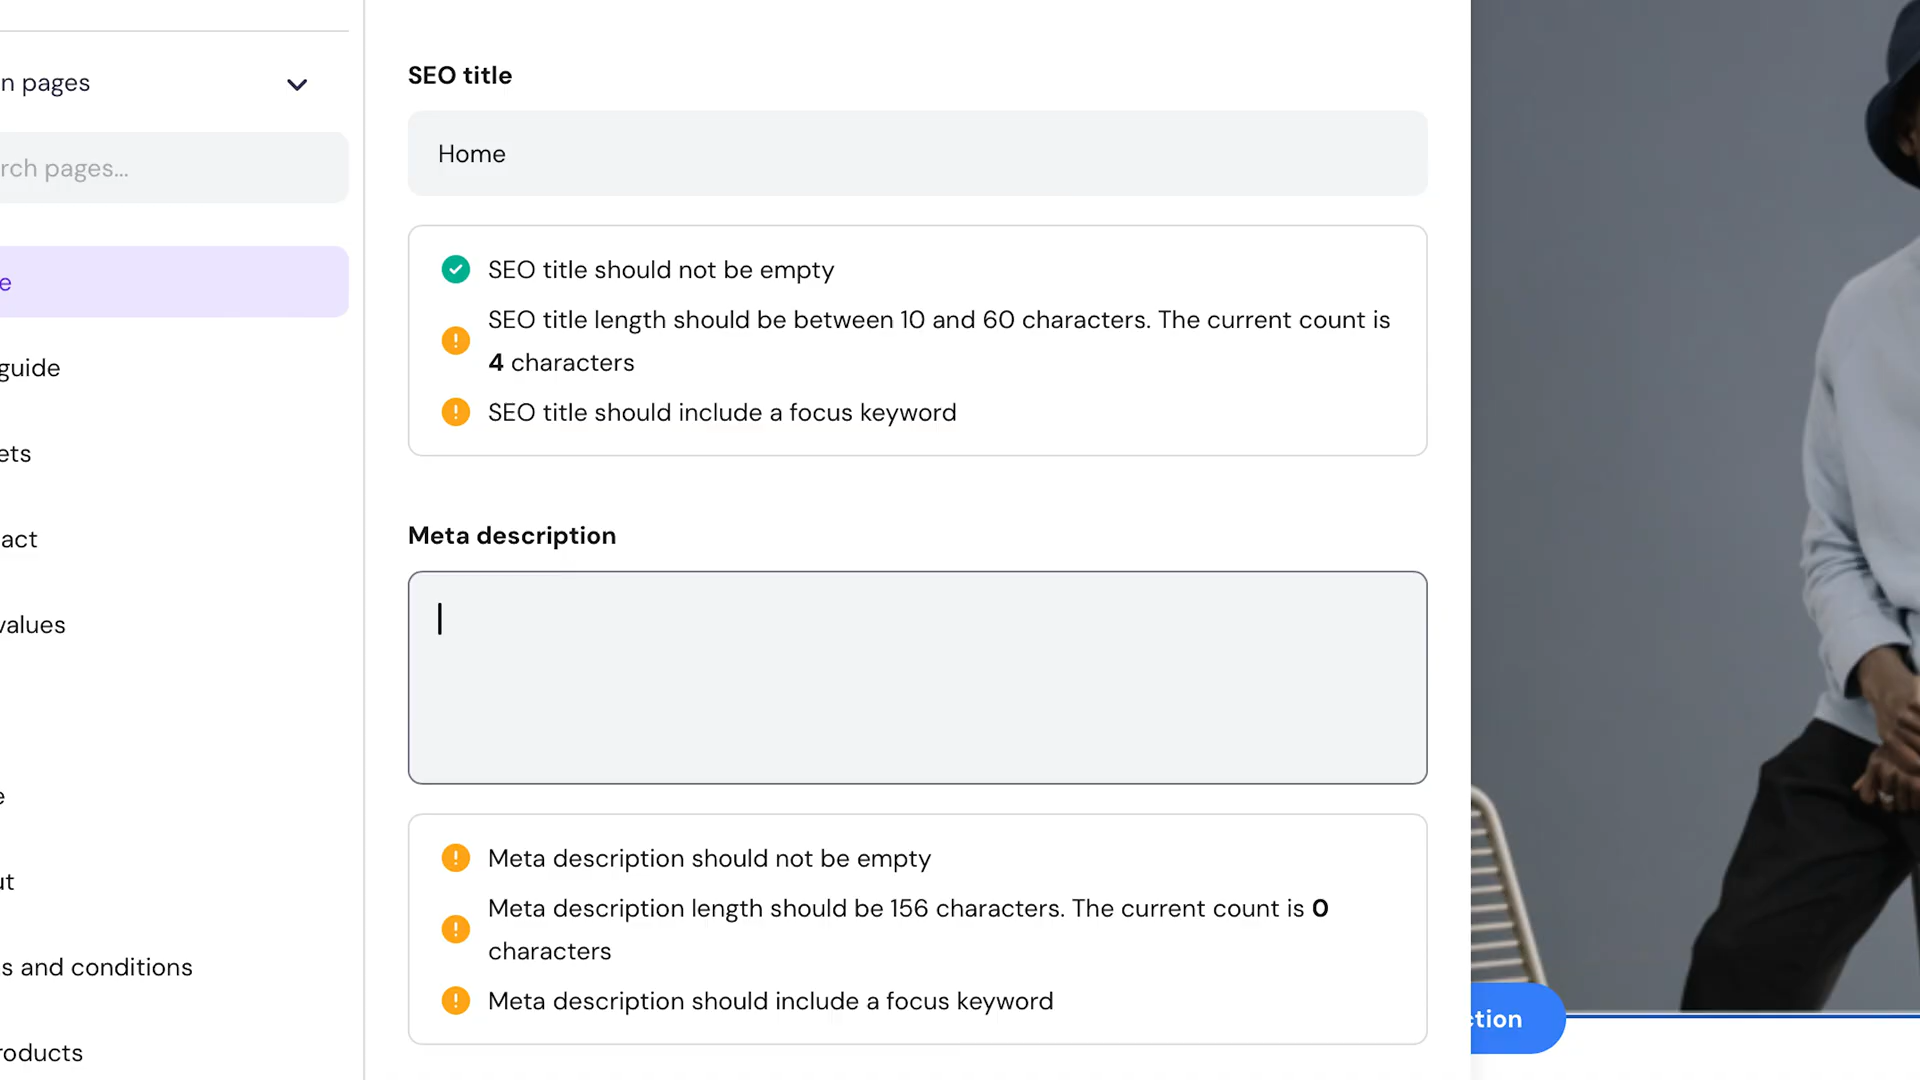 n pages
rch pages...
e
guide
ets
act
values
e
ut
s and conditions
roducts
SEO title
Home
SEO title should not be empty
SEO title length should be between 10 and 60 characters. The current count is
4 characters
SEO title should include a focus keyword
Meta description
Meta description should not be empty
Meta description length should be 156 characters. The current count is 0
characters
Meta description should include a focus keyword
ction